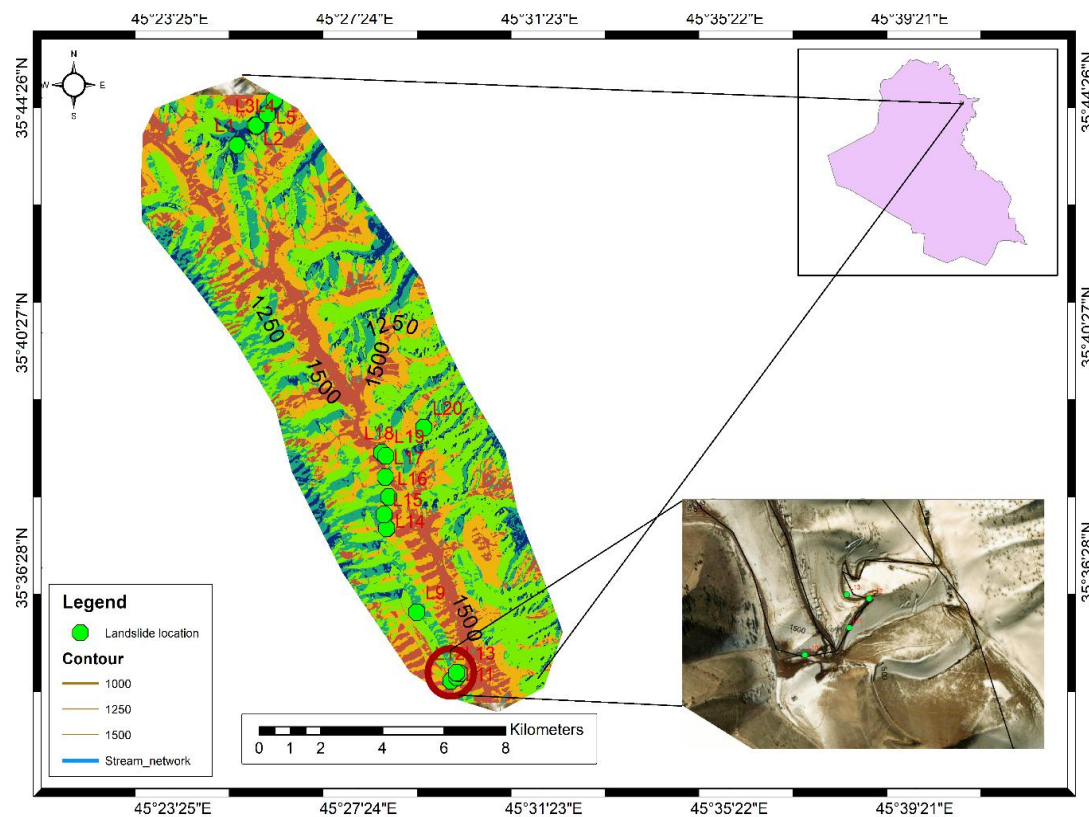 45°23'25"E 45°27'24"E 45°31'23"E 45°35'22"E 45°39'21"E
N
W E
S
35°44'26"N
35°44'26"N
L3 L4
L1
L5
L2
1250
1250
1500
1500
35°40'27"N
35°40'27"N
L20
L18 L19
L17
L16
L15
L14
35°36'28"N
35°36'28"N
L9
1500
13
11
1500
Legend
Landslide location
Contour
1000
1250
1500
Stream_network
Kilometers
0 1 2 4 6 8
45°23'25"E 45°27'24"E 45°31'23"E 45°35'22"E 45°39'21"E